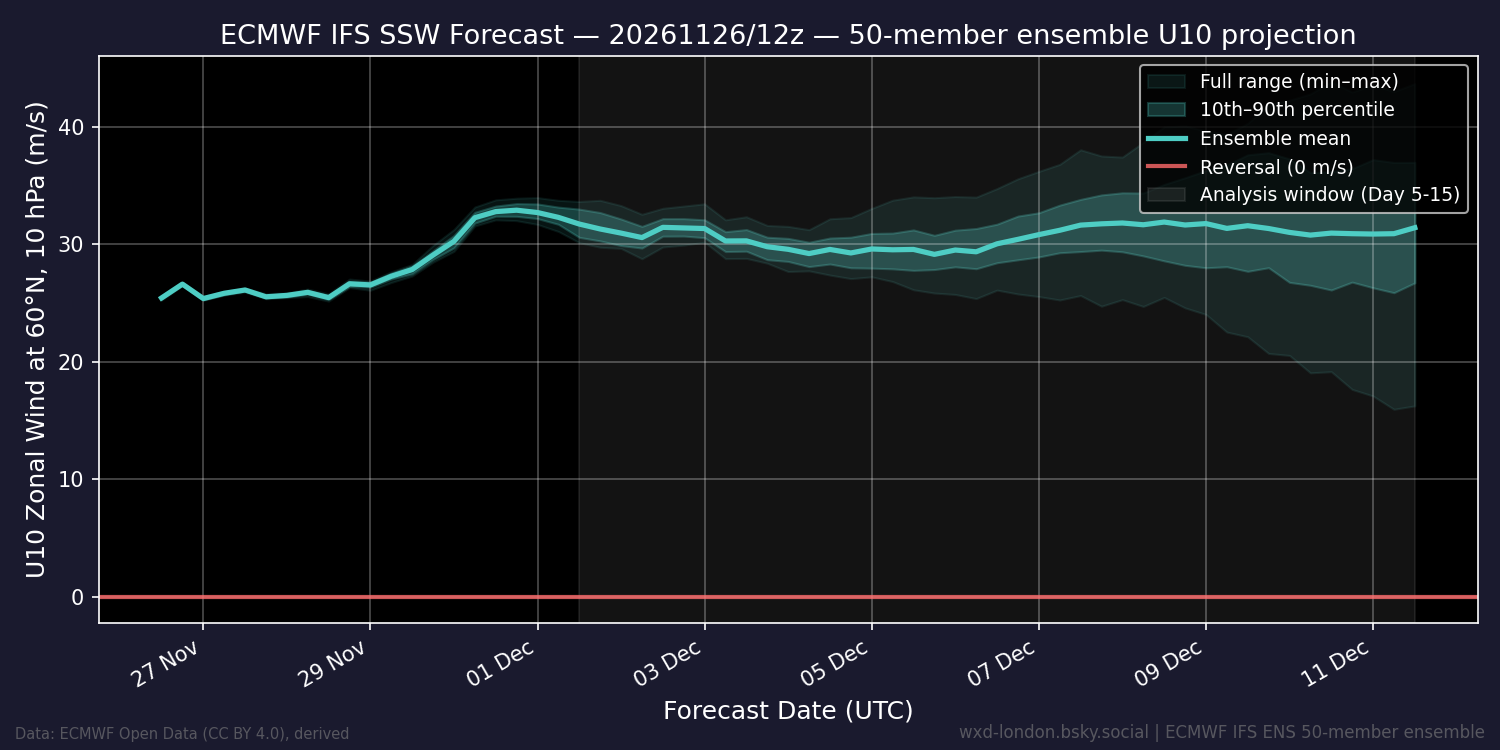 ECMWF IFS SSW Forecast — 20261126/12z — 50-member ensemble U10 projection
Full range (min–max)
10th–90th percentile
Ensemble mean
Reversal (0 m/s)
Analysis window (Day 5-15)
U10 Zonal Wind at 60°N, 10 hPa (m/s)
40
30
20
10
0
27 Nov
29 Nov
01 Dec
03 Dec
05 Dec
07 Dec
09 Dec
11 Dec
Forecast Date (UTC)
Data: ECMWF Open Data (CC BY 4.0), derived
wxd-london.bsky.social | ECMWF IFS ENS 50-member ensemble